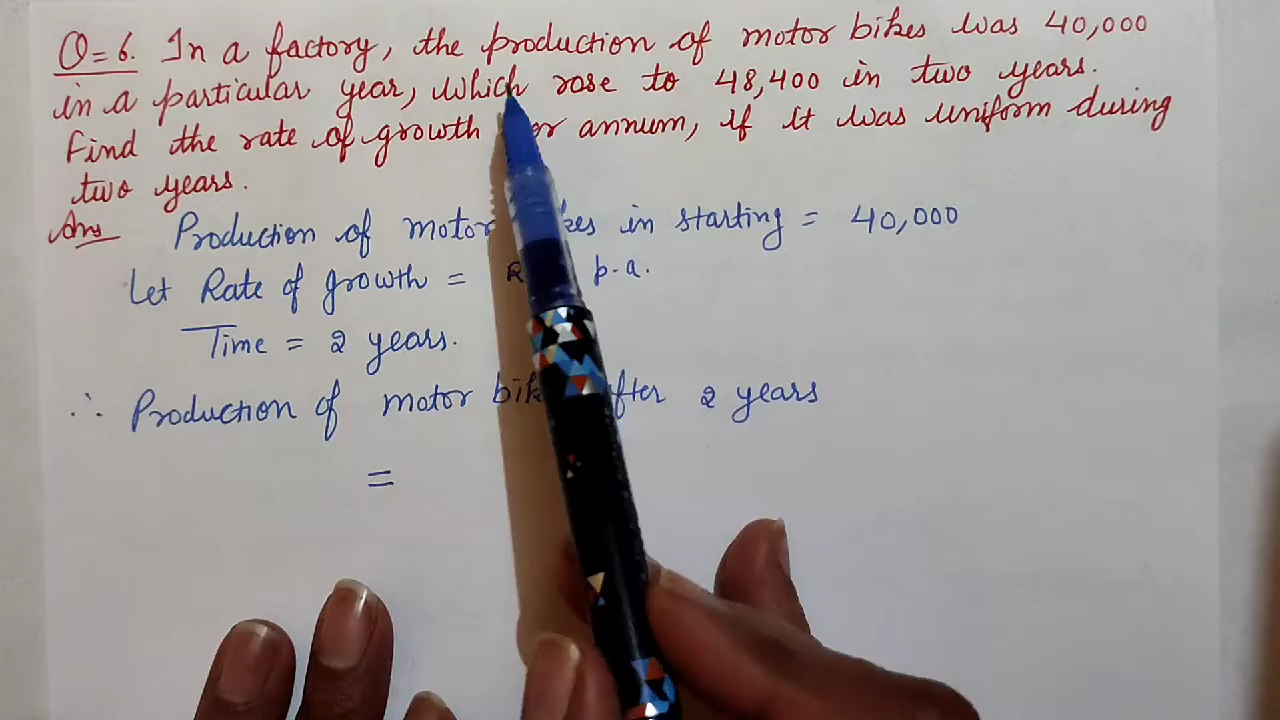 Q=6. In a factory, the production of motor bikes was 40,000
in a particular year, which rose to 48,400 in two years.
Find the rate of growth annum, if it was uniform during
two years.
Ans Production of motor in starting = 40,000
Let Rate of growth = R p.a.
Time = 2 years.
∴ Production of motor 2 years
=